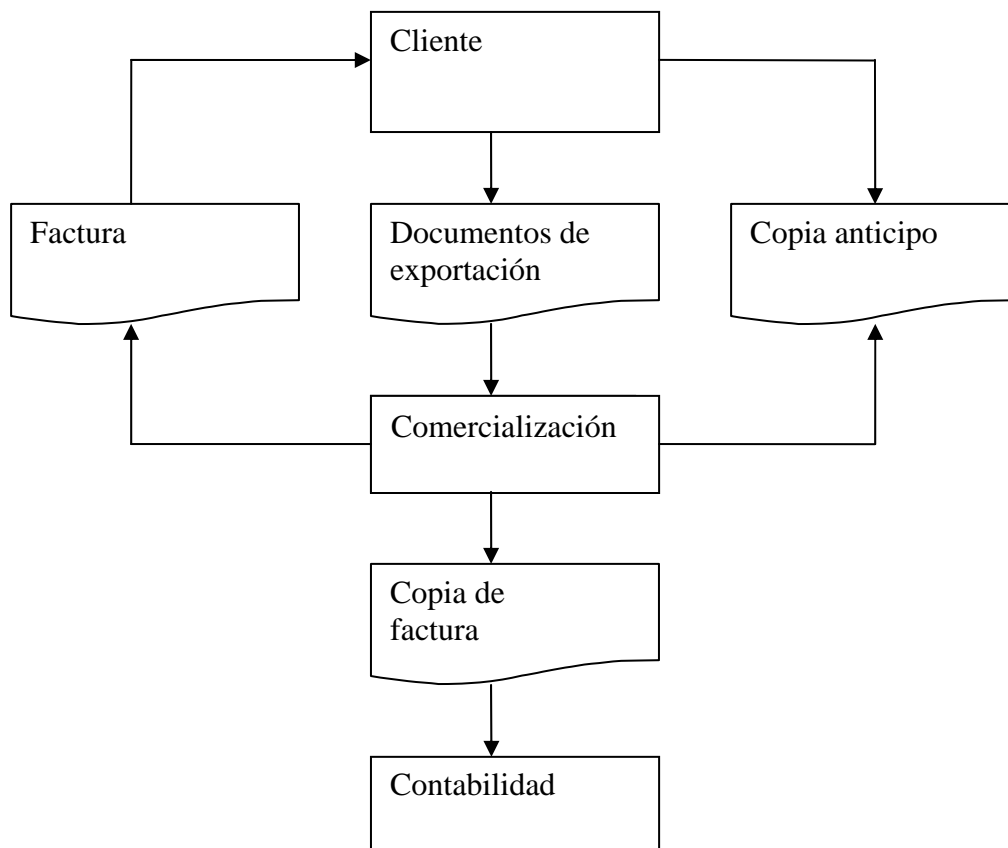 Cliente
Factura
Documentos de
exportación
Copia anticipo
Comercialización
Copia de
factura
Contabilidad